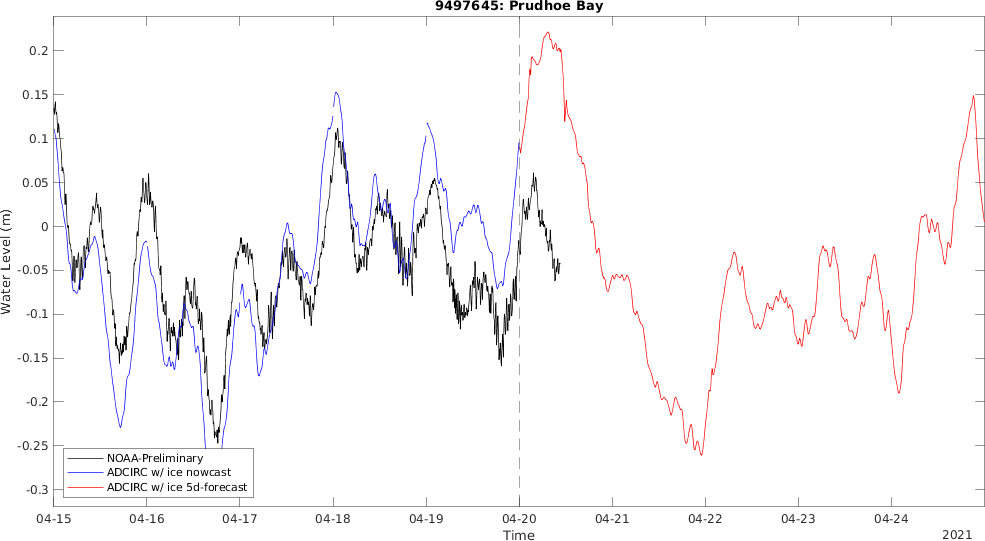 9497645: Prudhoe Bay
Water Level (m)
0.2
0.15
0.1
0.05
0
-0.05
-0.1
-0.15
-0.2
-0.25
-0.3
NOAA-Preliminary
ADCIRC w/ ice nowcast
ADCIRC w/ ice 5d-forecast
04-15 04-16 04-17 04-18 04-19 04-20 04-21 04-22 04-23 04-24
Time
2021